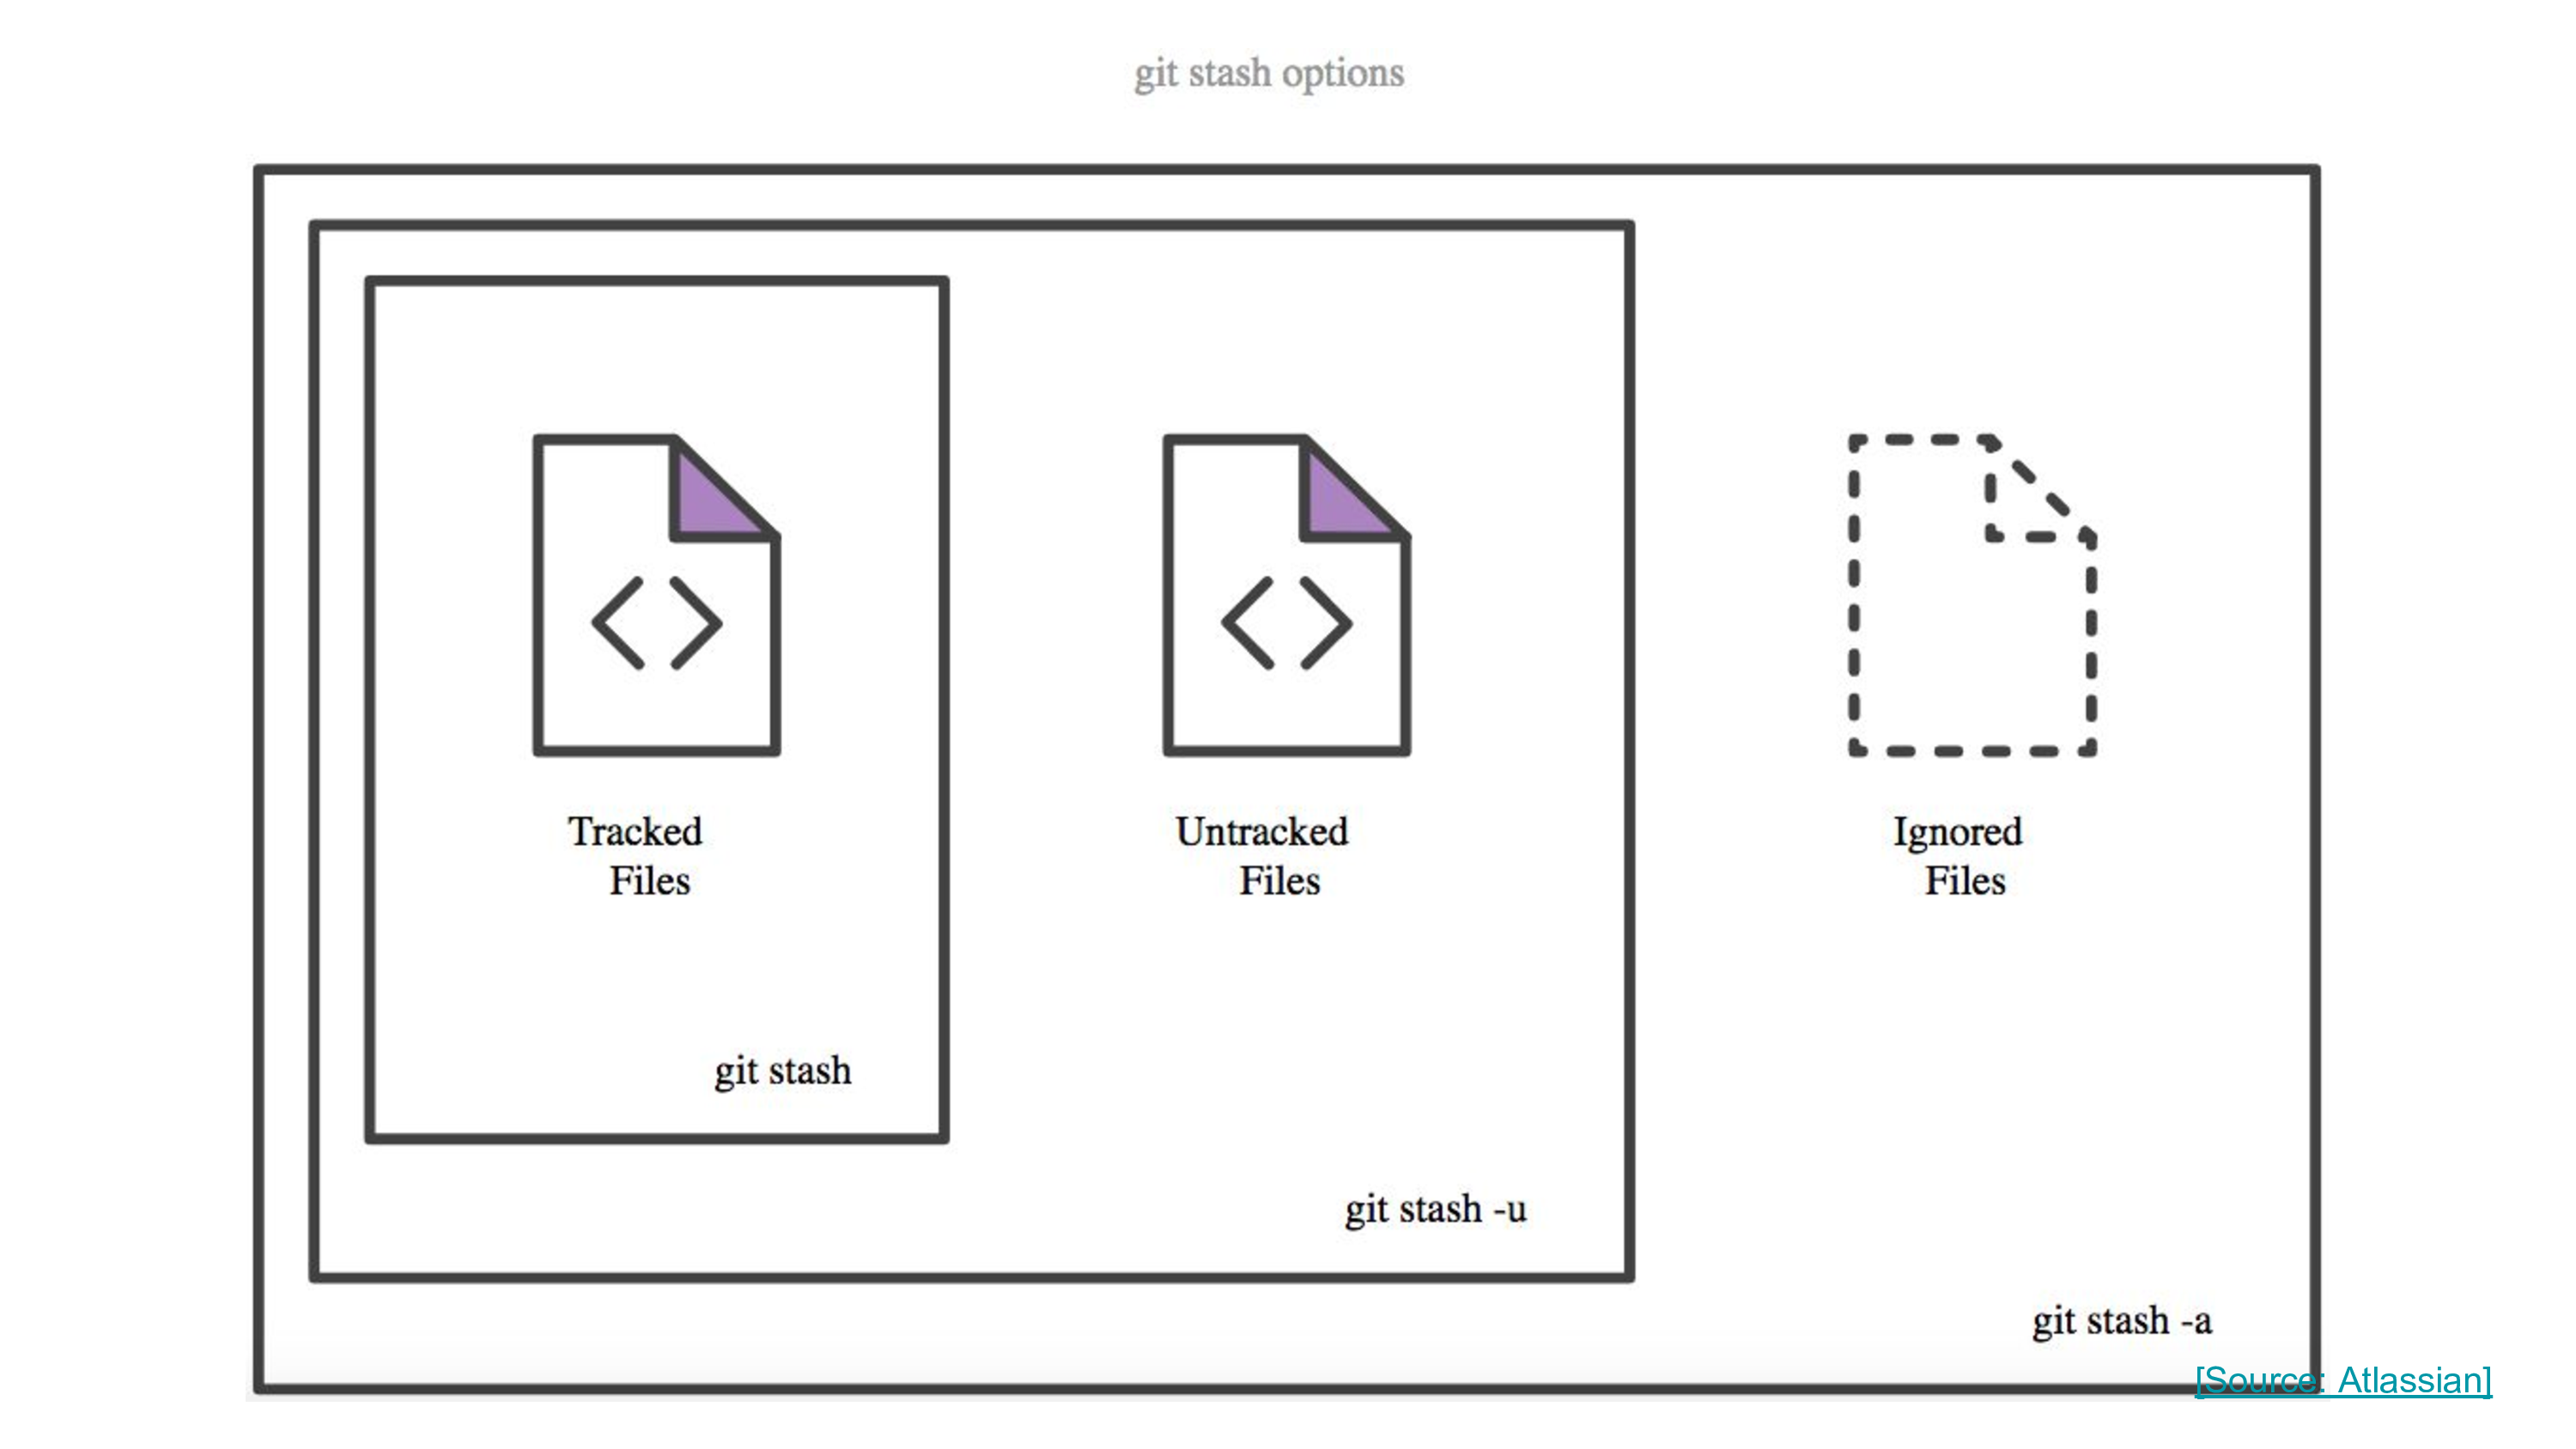 git stash options
Tracked
Files
Untracked
Files
Ignored
Files
git stash
git stash -u
git stash -a
[Source: Atlassian]